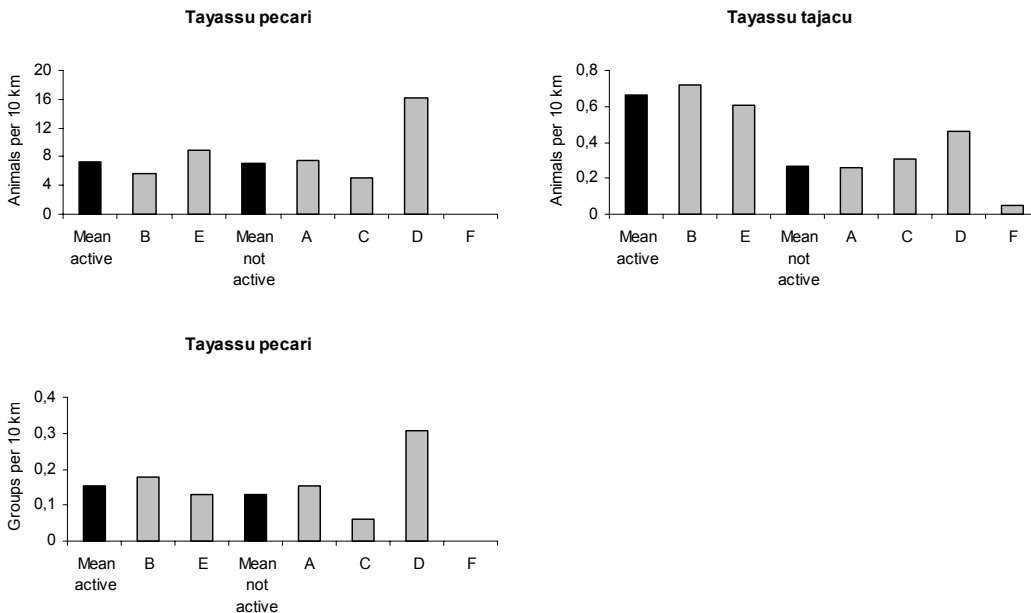 Tayassu pecari
Animals per 10 km
20
16
12
8
4
0
Mean active
B
E
Mean not active
A
C
D
F
Tayassu tajacu
Animals per 10 km
0,8
0,6
0,4
0,2
0
Mean active
B
E
Mean not active
A
C
D
F
Tayassu pecari
Groups per 10 km
0,4
0,3
0,2
0,1
0
Mean active
B
E
Mean not active
A
C
D
F